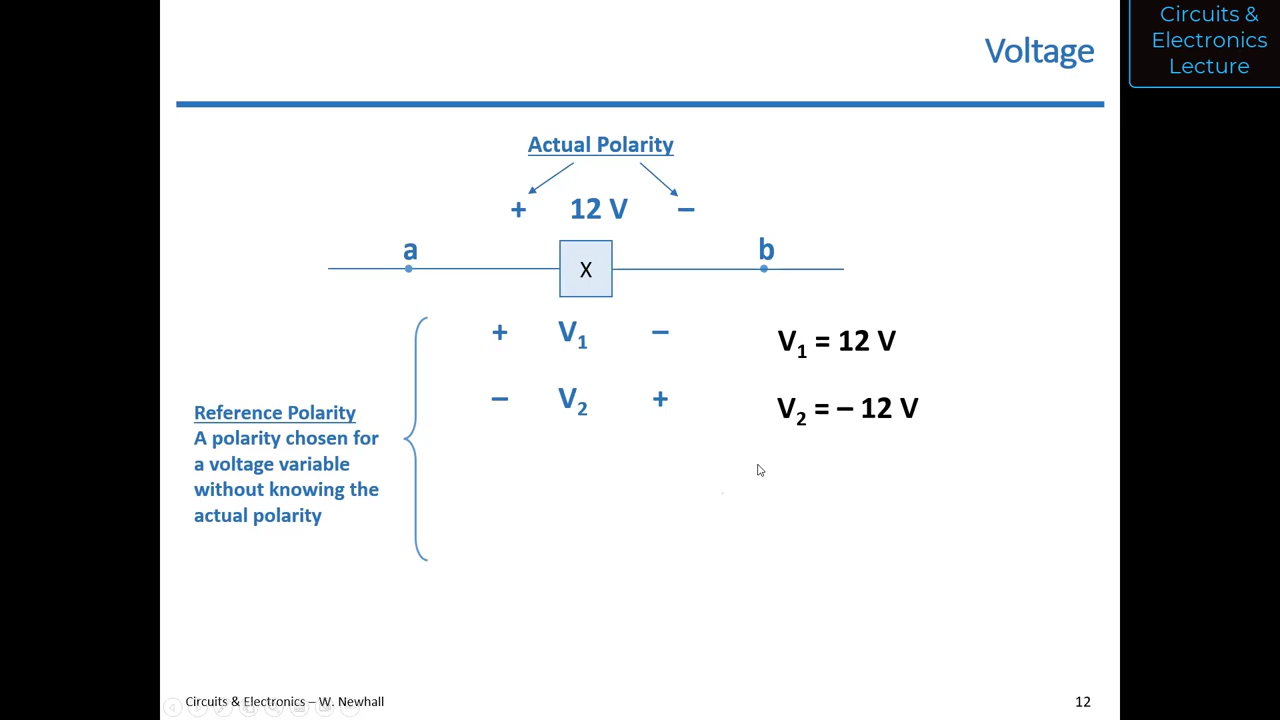 Circuits &
Electronics
Lecture
Voltage
Actual Polarity
+ 12 V –
a b
X
+ V₁ – V₁ = 12 V
– V₂ + V₂ = – 12 V
Reference Polarity
A polarity chosen for
a voltage variable
without knowing the
actual polarity
Circuits & Electronics – W. Newhall 12